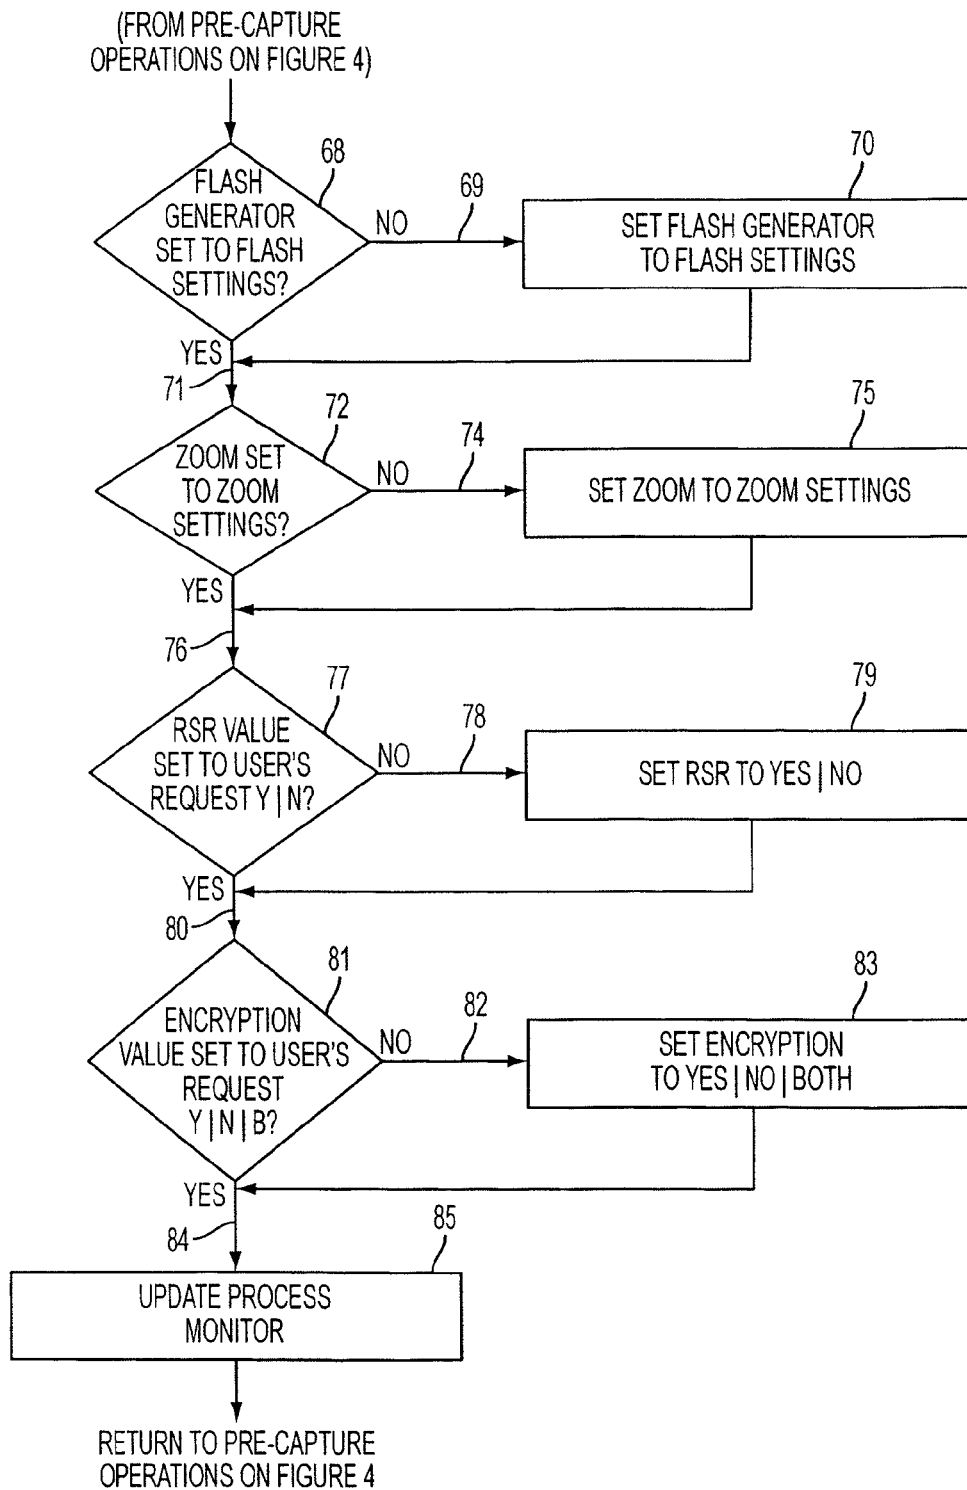 (FROM PRE-CAPTURE
OPERATIONS ON FIGURE 4)
68
FLASH
GENERATOR
SET TO FLASH
SETTINGS?
NO
69
70
SET FLASH GENERATOR
TO FLASH SETTINGS
YES
71
72
ZOOM SET
TO ZOOM
SETTINGS?
NO
74
75
SET ZOOM TO ZOOM SETTINGS
YES
76
77
RSR VALUE
SET TO USER'S
REQUEST Y | N?
NO
78
79
SET RSR TO YES | NO
YES
80
81
ENCRYPTION
VALUE SET TO USER'S
REQUEST
Y | N | B?
NO
82
83
SET ENCRYPTION
TO YES | NO | BOTH
YES
84
85
UPDATE PROCESS
MONITOR
RETURN TO PRE-CAPTURE
OPERATIONS ON FIGURE 4